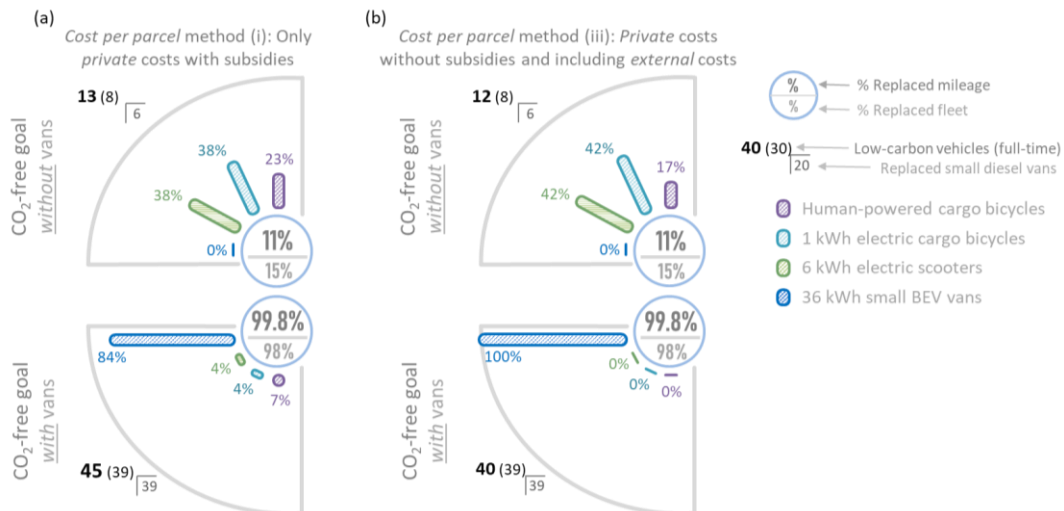 (a)
Cost per parcel method (i): Only
private costs with subsidies
13 (8)
6
CO₂-free goal
without vans
38%
38%
23%
0%
11%
15%
99.8%
98%
84%
4%
4%
7%
CO₂-free goal
with vans
45 (39)
39
(b)
Cost per parcel method (iii): Private costs
without subsidies and including external costs
12 (8)
6
CO₂-free goal
without vans
42%
42%
17%
0%
11%
15%
99.8%
98%
100%
0%
0%
0%
CO₂-free goal
with vans
40 (39)
39
%
%
% Replaced mileage
% Replaced fleet
40 (30)
20
Low-carbon vehicles (full-time)
Replaced small diesel vans
Human-powered cargo bicycles
1 kWh electric cargo bicycles
6 kWh electric scooters
36 kWh small BEV vans